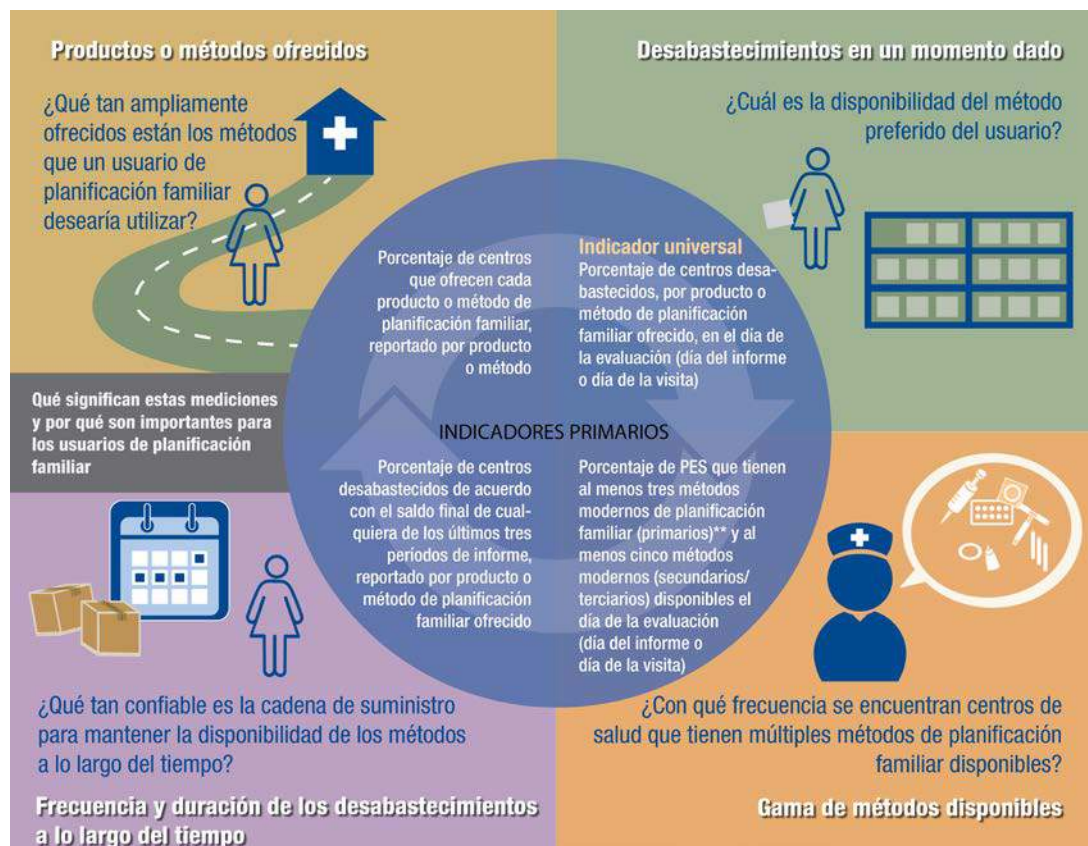 Productos o métodos ofrecidos
¿Qué tan ampliamente
ofrecidos están los métodos
que un usuario de
planificación familiar
desearía utilizar?
Desabastecimientos en un momento dado
¿Cuál es la disponibilidad del método
preferido del usuario?
Porcentaje de centros
que ofrecen cada
producto o método de
planificación familiar,
reportado por producto
o método
Indicador universal
Porcentaje de centros desa-
bastecidos, por producto o
método de planificación
familiar ofrecido, en el día de
la evaluación (día del informe
o día de la visita)
Qué significan estas mediciones
y por qué son importantes para
los usuarios de planificación
familiar
INDICADORES PRIMARIOS
Porcentaje de centros
desabastecidos de acuerdo
con el saldo final de cual-
quiera de los últimos tres
períodos de informe,
reportado por producto o
método de planificación
familiar ofrecido
Porcentaje de PES que tienen
al menos tres métodos
modernos de planificación
familiar (primarios)** y al
menos cinco métodos
modernos (secundarios/
terciarios) disponibles el
día de la evaluación
(día del informe o
día de la visita)
¿Qué tan confiable es la cadena de suministro
para mantener la disponibilidad de los métodos
a lo largo del tiempo?
Frecuencia y duración de los desabastecimientos
a lo largo del tiempo
¿Con qué frecuencia se encuentran centros de
salud que tienen múltiples métodos de planificación
familiar disponibles?
Gama de métodos disponibles